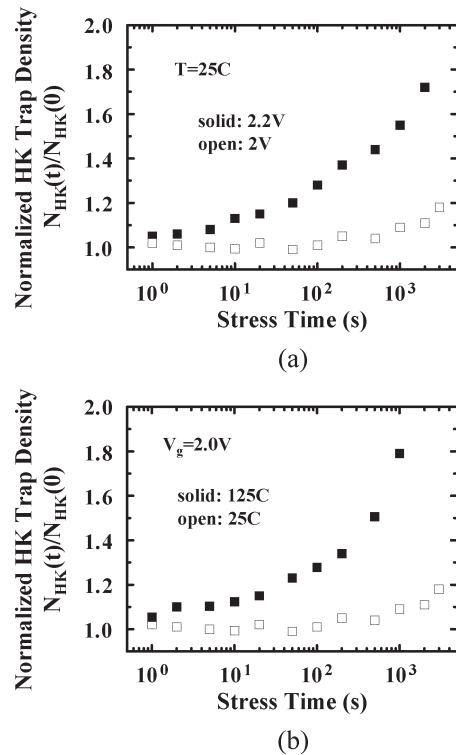 2.0
1.8
1.6
1.4
1.2
1.0
T=25C
solid: 2.2V
open: 2V
Normalized HK Trap Density
N_HK(t)/N_HK(0)
10^0 10^1 10^2 10^3
Stress Time (s)
(a)
2.0
1.8
1.6
1.4
1.2
1.0
V_g=2.0V
solid: 125C
open: 25C
Normalized HK Trap Density
N_HK(t)/N_HK(0)
10^0 10^1 10^2 10^3
Stress Time (s)
(b)